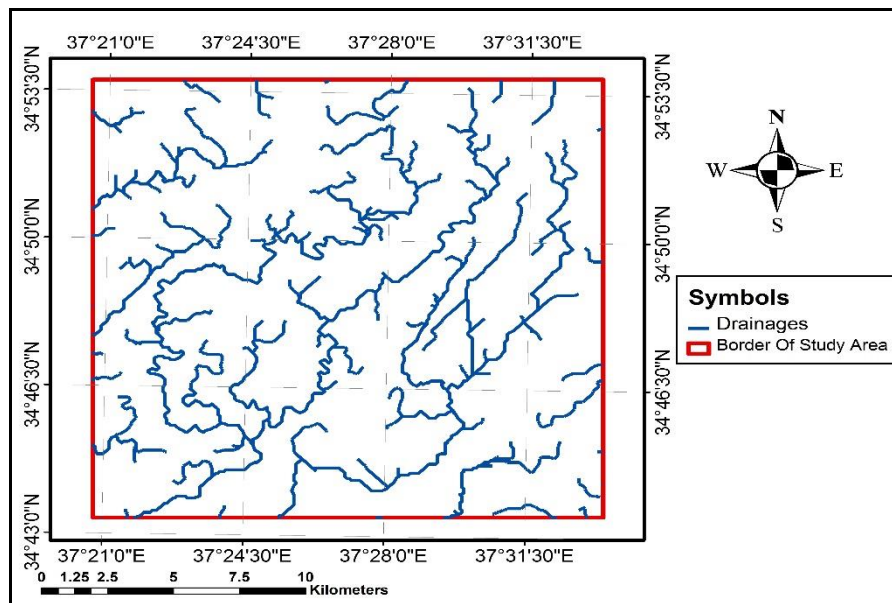 37°21'0"E 37°24'30"E 37°28'0"E 37°31'30"E
34°53'30"N
34°53'30"N
34°50'0"N
34°50'0"N
34°46'30"N
34°46'30"N
34°43'0"N
34°43'0"N
N
W E
S
Symbols
Drainages
Border Of Study Area
37°21'0"E 37°24'30"E 37°28'0"E 37°31'30"E
0 1.25 2.5 5 7.5 10
Kilometers